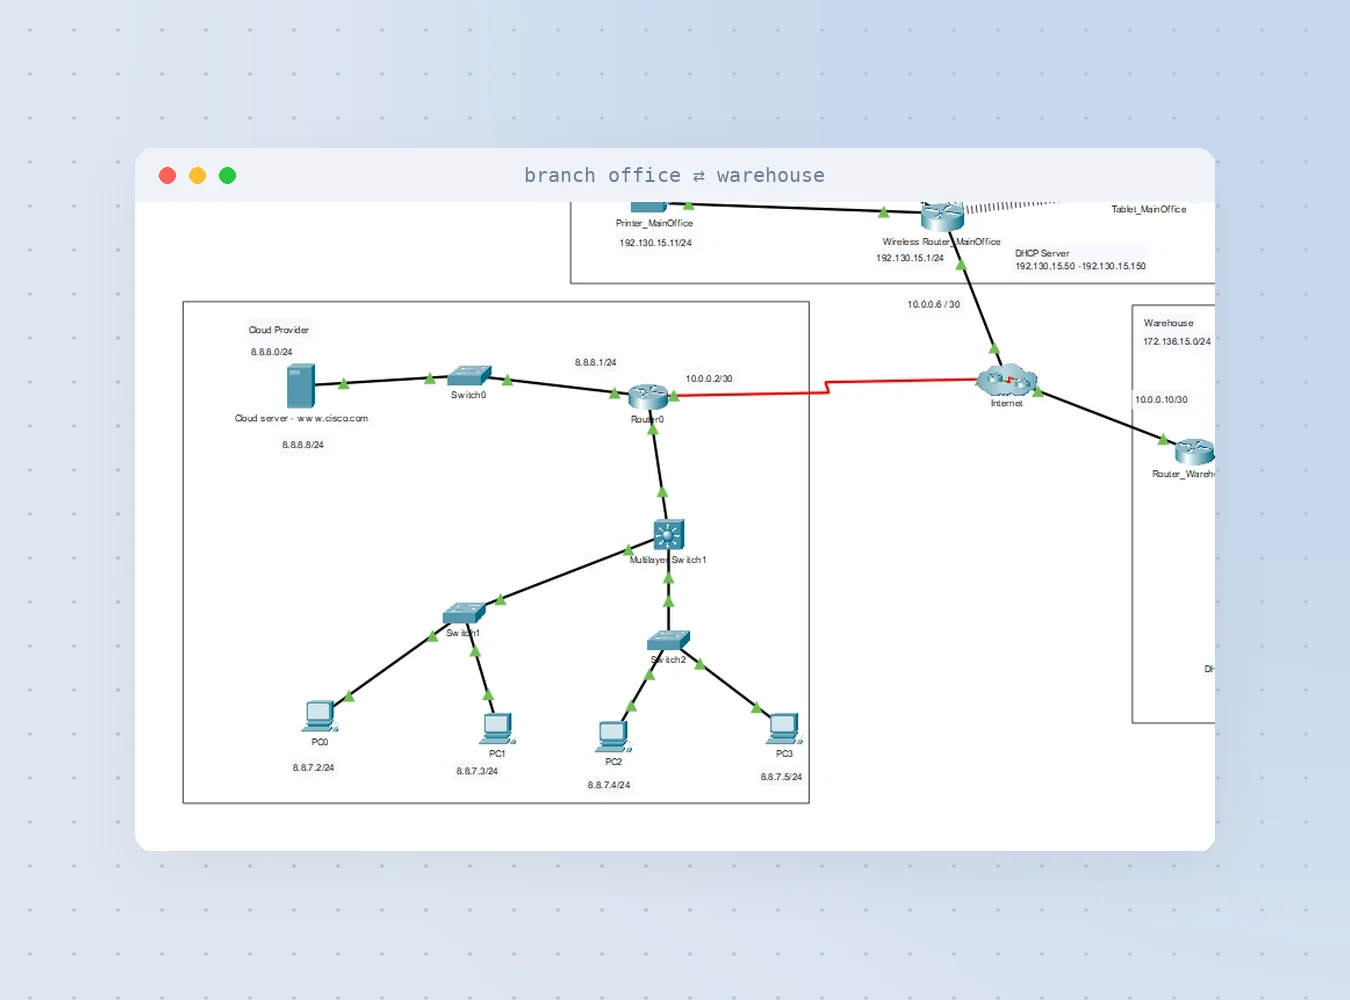 branch office ⇄ warehouse
Printer_MainOffice
192.130.15.11/24
Wireless Router_MainOffice
192.130.15.1/24
Tablet_MainOffice
DHCP Server
192.130.15.50 -192.130.15.150
10.0.0.6 / 30
Cloud Provider
8.8.8.0/24
Cloud server - www.cisco.com
8.8.8.8/24
Switch0
8.8.8.1/24
Router0
10.0.0.2/30
Internet
Warehouse
172.136.15.0/24
10.0.0.10/30
Router_Wareh
Multilayer Switch1
Switch1
Switch2
DH
PC0
8.8.7.2/24
PC1
8.8.7.3/24
PC2
8.8.7.4/24
PC3
8.8.7.5/24